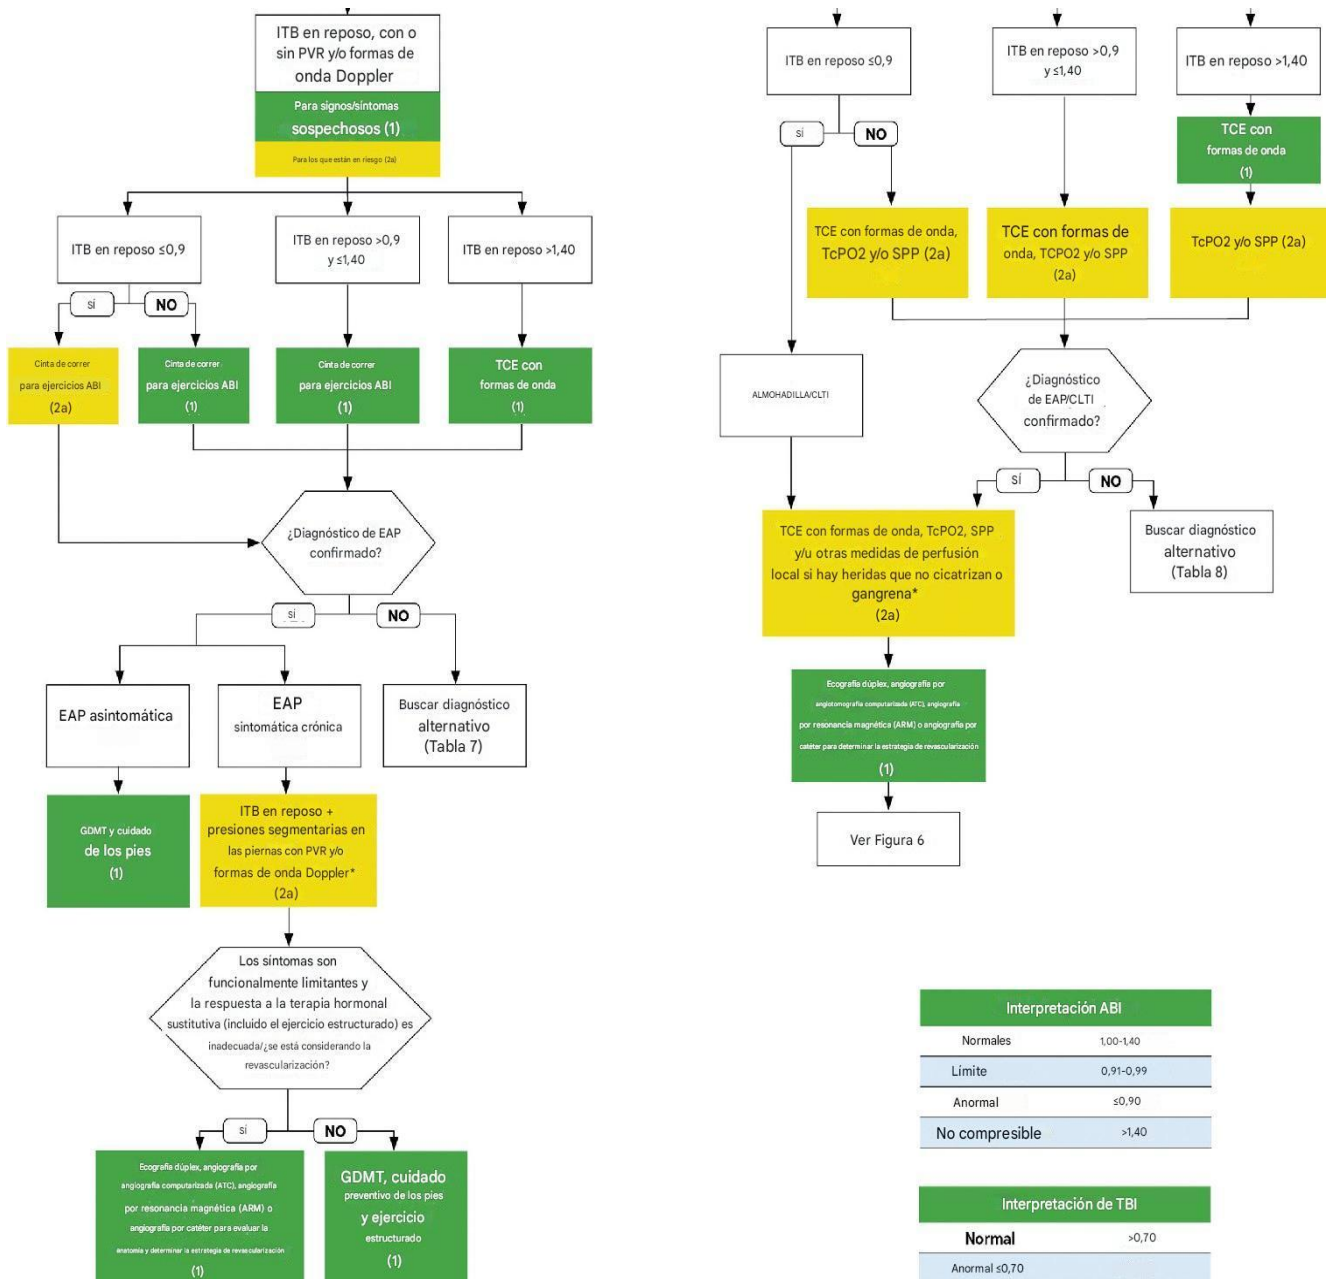 ITB en reposo, con o
sin PVR y/o formas de
onda Doppler
Para signos/síntomas
sospechosos (1)
Para los que están en riesgo (2a)
ITB en reposo ≤0,9
ITB en reposo >0,9
y ≤1,40
ITB en reposo >1,40
sí
NO
Cinta de correr
para ejercicios ABI
(2a)
Cinta de correr
para ejercicios ABI
(1)
Cinta de correr
para ejercicios ABI
(1)
TCE con
formas de onda
(1)
¿Diagnóstico de EAP
confirmado?
sí
NO
EAP asintomática
EAP
sintomática crónica
Buscar diagnóstico
alternativo
(Tabla 7)
GDMT y cuidado
de los pies
(1)
ITB en reposo +
presiones segmentarias en
las piernas con PVR y/o
formas de onda Doppler*
(2a)
Los síntomas son
funcionalmente limitantes y
la respuesta a la terapia hormonal
sustitutiva (incluido el ejercicio estructurado) es
inadecuada/¿se está considerando la
revascularización?
sí
NO
Ecografía dúplex, angiografía por
angiografía computarizada (ATC), angiografía
por resonancia magnética (ARM) o
angiografía por catéter para evaluar la
anatomía y determinar la estrategia de revascularización
(1)
GDMT, cuidado
preventivo de los pies
y ejercicio
estructurado
(1)
ITB en reposo ≤0,9
ITB en reposo >0,9
y ≤1,40
ITB en reposo >1,40
sí
NO
TCE con
formas de onda
(1)
TCE con formas de onda,
TcPO2 y/o SPP (2a)
TCE con formas de
onda, TCPO2 y/o SPP
(2a)
TcPO2 y/o SPP (2a)
ALMOHADILLA/CLTI
¿Diagnóstico
de EAP/CLTI
confirmado?
SÍ
NO
TCE con formas de onda, TcPO2, SPP
y/u otras medidas de perfusión
local si hay heridas que no cicatrizan o
gangrena*
(2a)
Buscar diagnóstico
alternativo
(Tabla 8)
Ecografía dúplex, angiografía por
angiotomografía computarizada (ATC), angiografía
por resonancia magnética (ARM) o angiografía por
catéter para determinar la estrategia de revascularización
(1)
Ver Figura 6
Interpretación ABI
Normales 1,00-1,40
Límite 0,91-0,99
Anormal ≤0,90
No compresible >1,40
Interpretación de TBI
Normal >0,70
Anormal ≤0,70